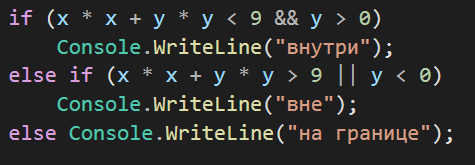 if (x * x + y * y < 9 && y > 0)
    Console.WriteLine("внутри");
else if (x * x + y * y > 9 || y < 0)
    Console.WriteLine("вне");
else Console.WriteLine("на границе");